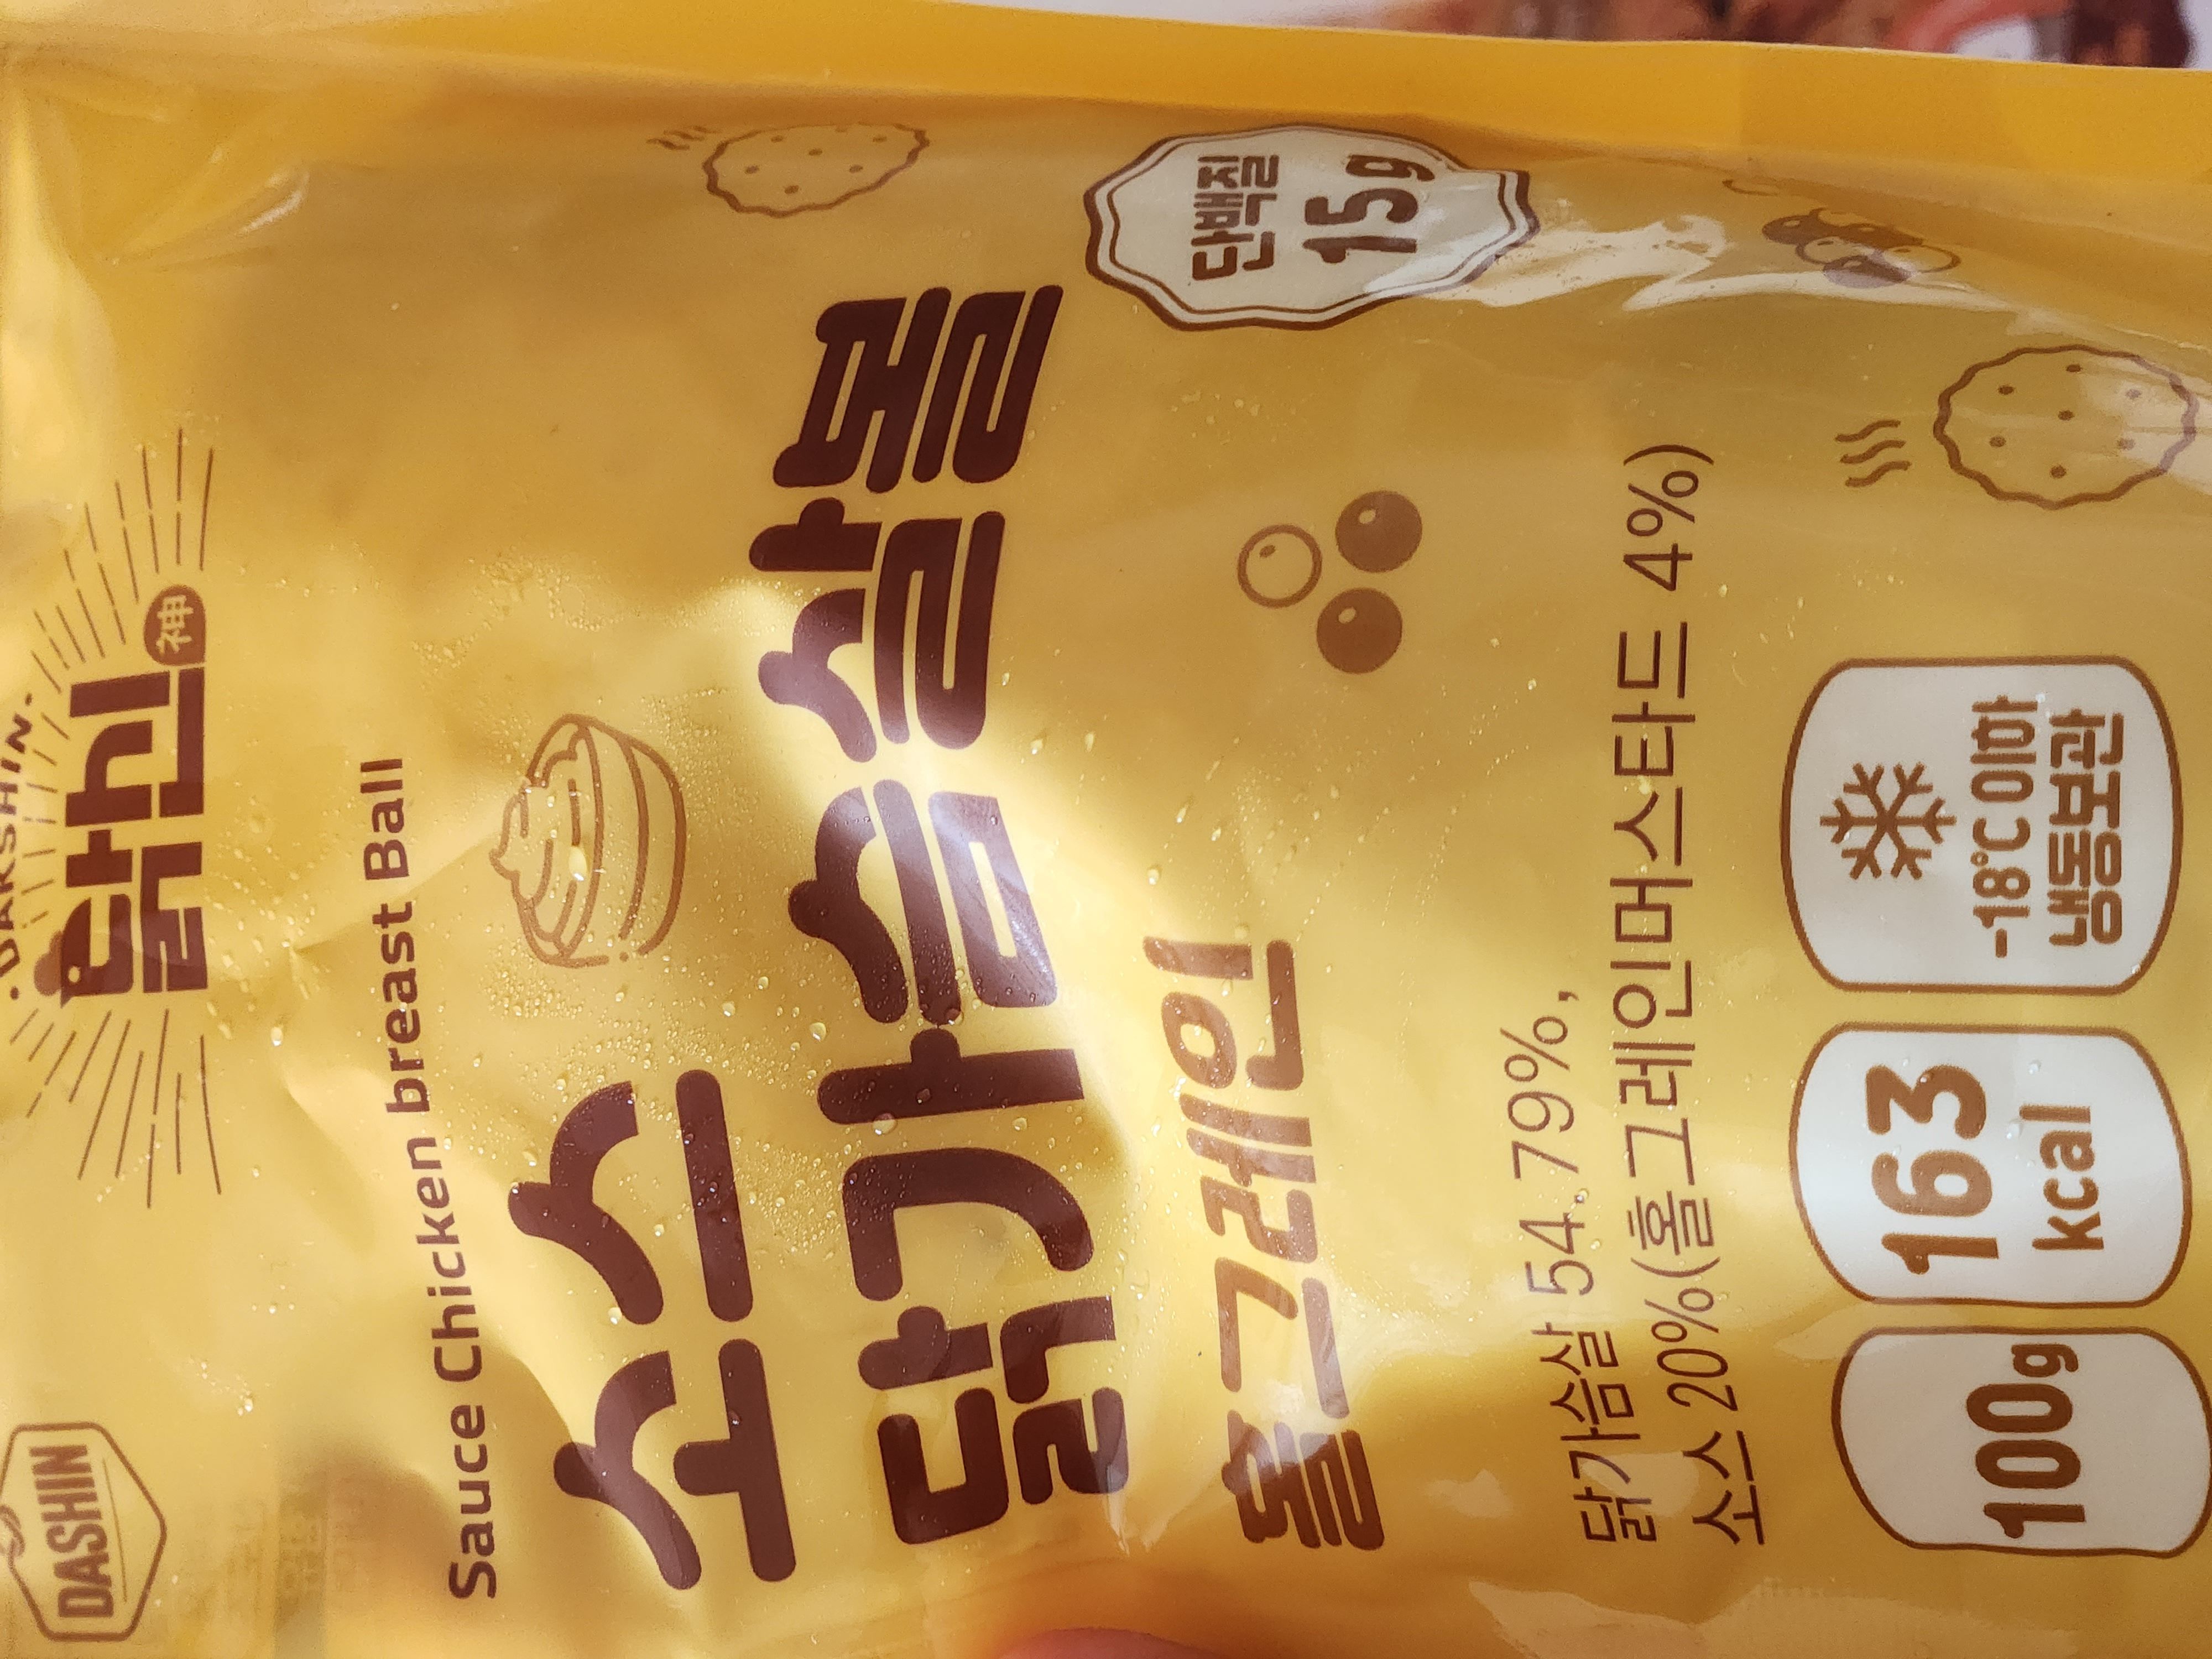 DASHIN
·DAKSHIN·
닭신
神
Sauce Chicken breast Ball
소스
닭가슴살볼
홀그레인
단백질
15g
닭가슴살 54.79%,
소스 20%(홀그레인머스타드 4%)
100g
163
kcal
-18℃ 이하
냉동보관